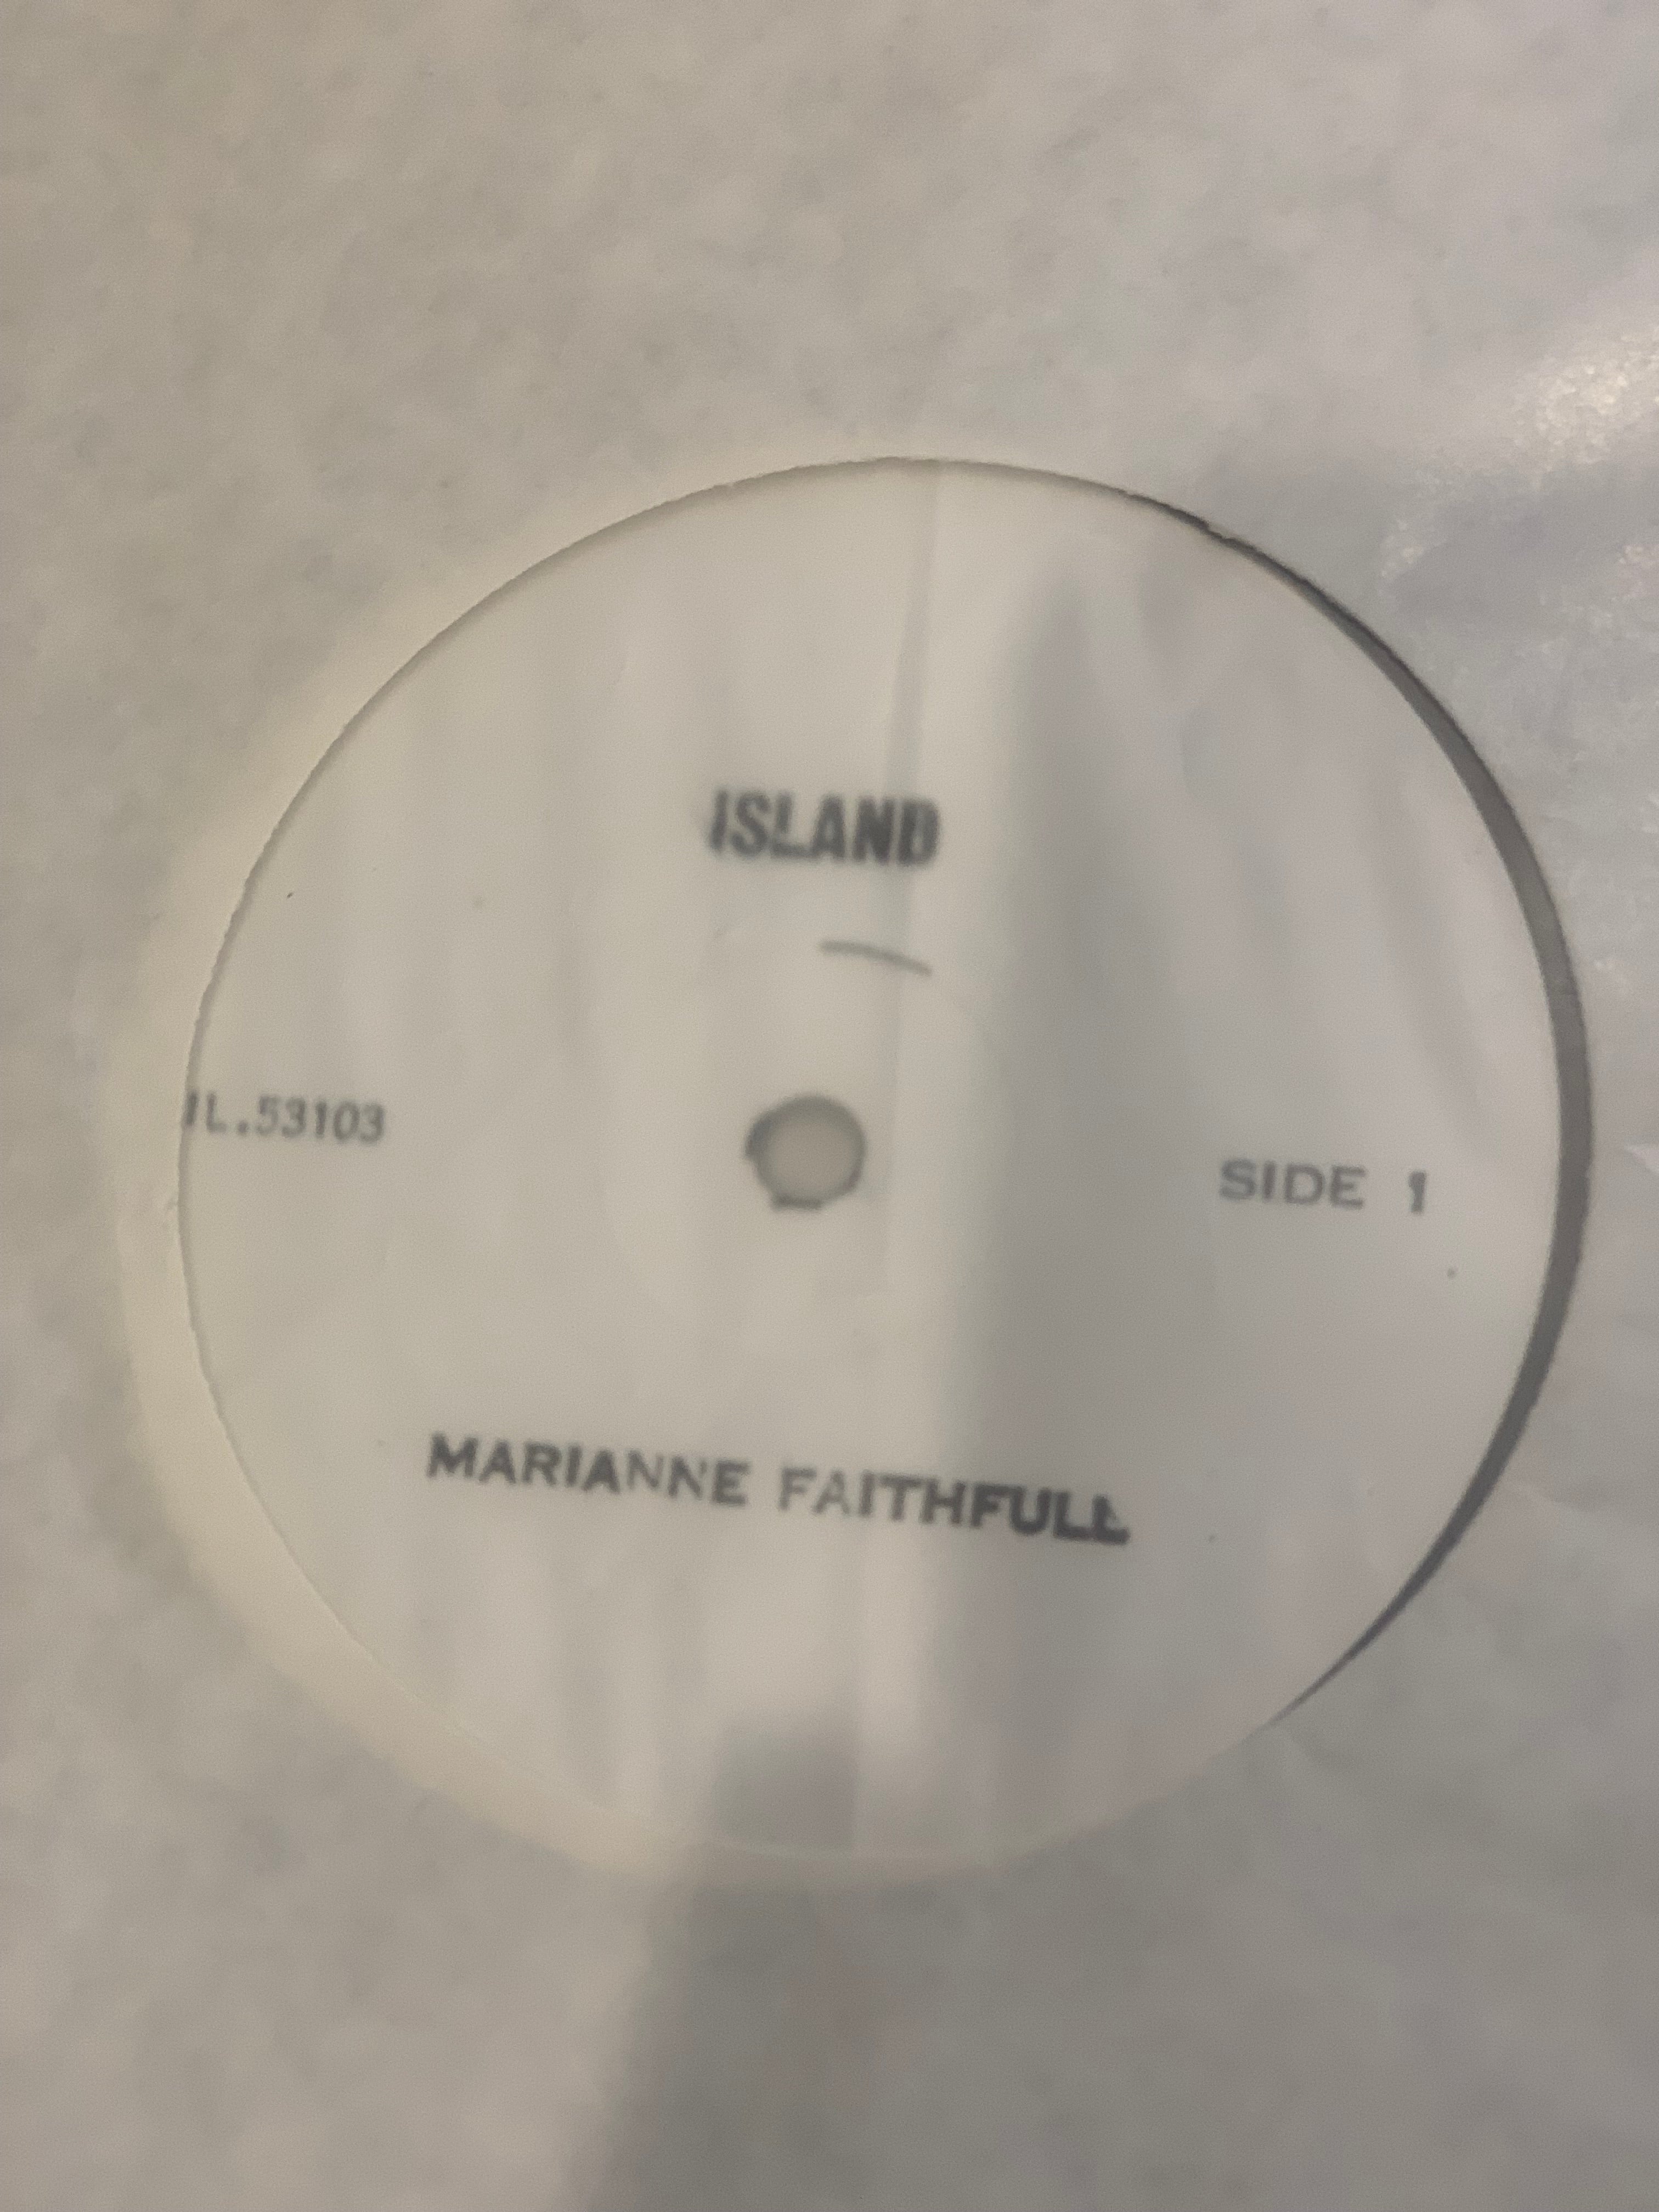 ISLAND
IL.53103
SIDE 1
MARIANNE FAITHFULL